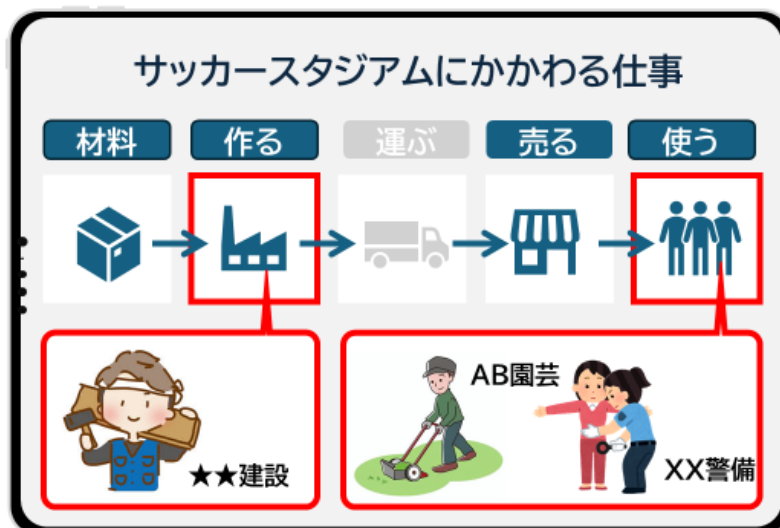 サッカースタジアムにかかわる仕事
材料
作る
運ぶ
売る
使う
★★建設
AB園芸
XX警備